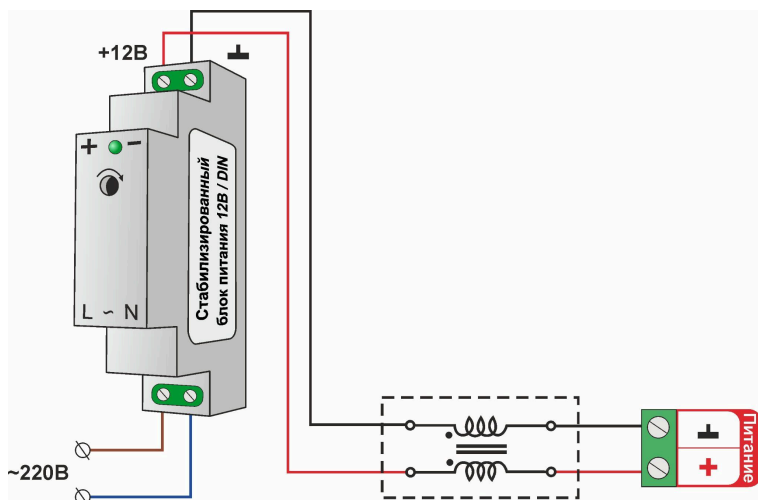 +12В
+ −
Стабилизированный
блок питания 12В / DIN
L ~ N
~220В
Питание
+